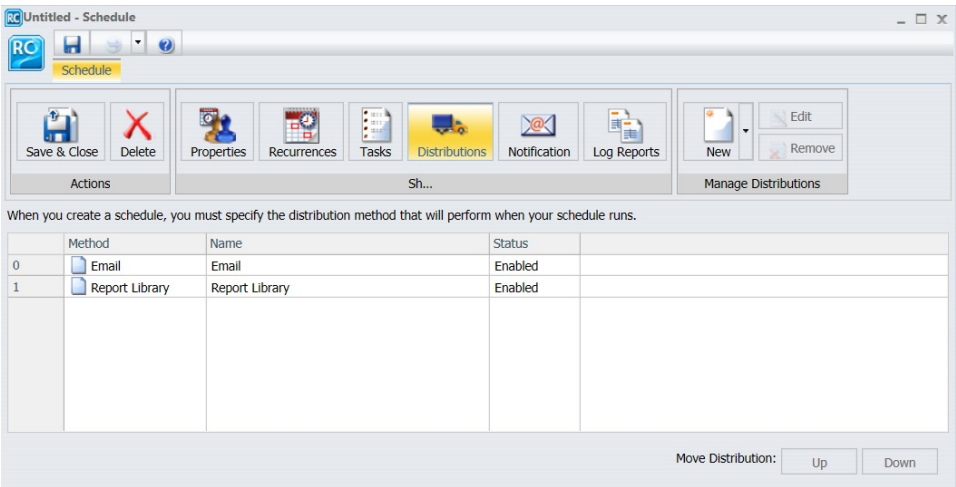 RC Untitled - Schedule
RC
Schedule
Save & Close Delete Properties Recurrences Tasks Distributions Notification Log Reports New Edit
Remove
Actions Sh... Manage Distributions
When you create a schedule, you must specify the distribution method that will perform when your schedule runs.
Method Name Status
0 Email Email Enabled
1 Report Library Report Library Enabled
Move Distribution: Up Down